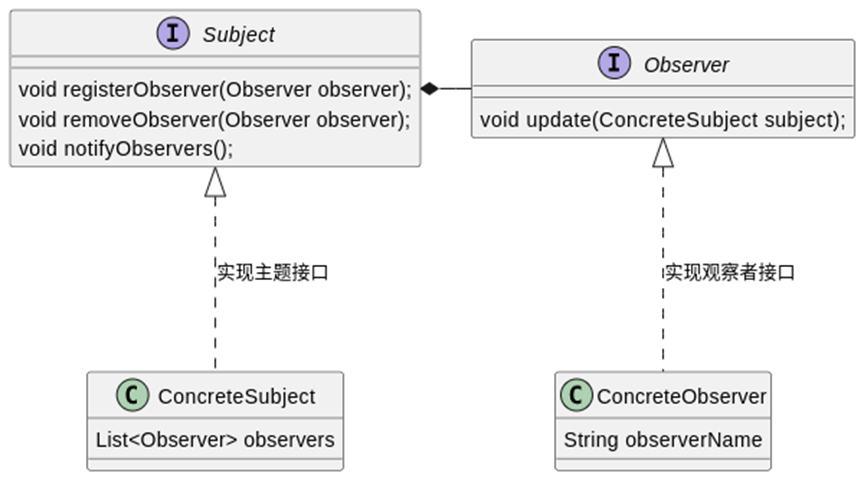 I Subject
void registerObserver(Observer observer);
void removeObserver(Observer observer);
void notifyObservers();
I Observer
void update(ConcreteSubject subject);
实现主题接口
实现观察者接口
C ConcreteSubject
List<Observer> observers
C ConcreteObserver
String observerName